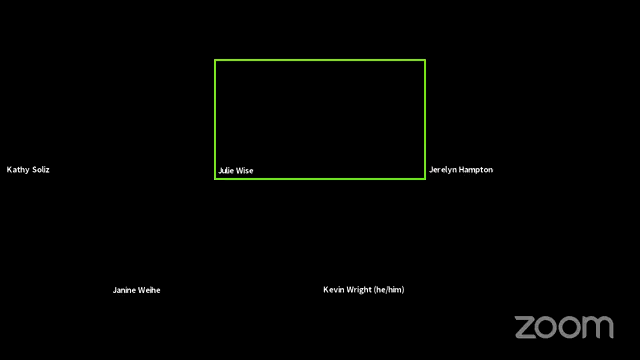 Kathy Soliz
Julie Wise
Jerelyn Hampton
Janine Weihe
Kevin Wright (he/him)
zoom